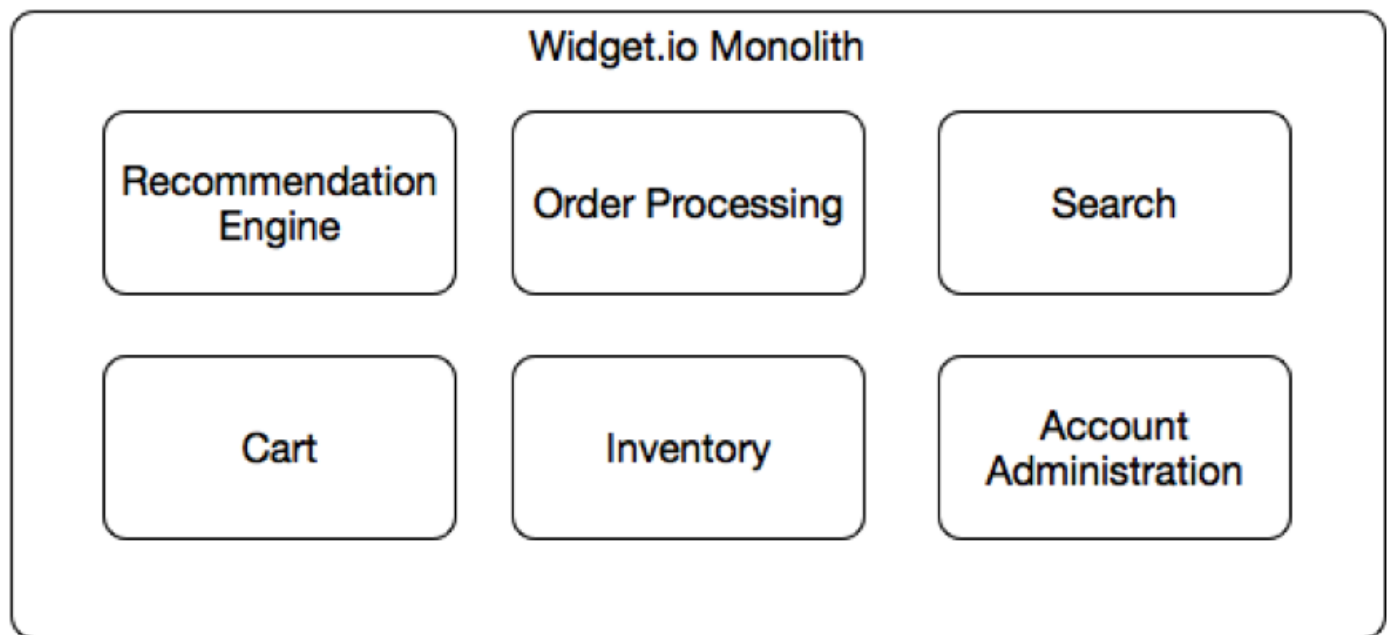 Widget.io Monolith
Recommendation
Engine
Order Processing
Search
Cart
Inventory
Account
Administration